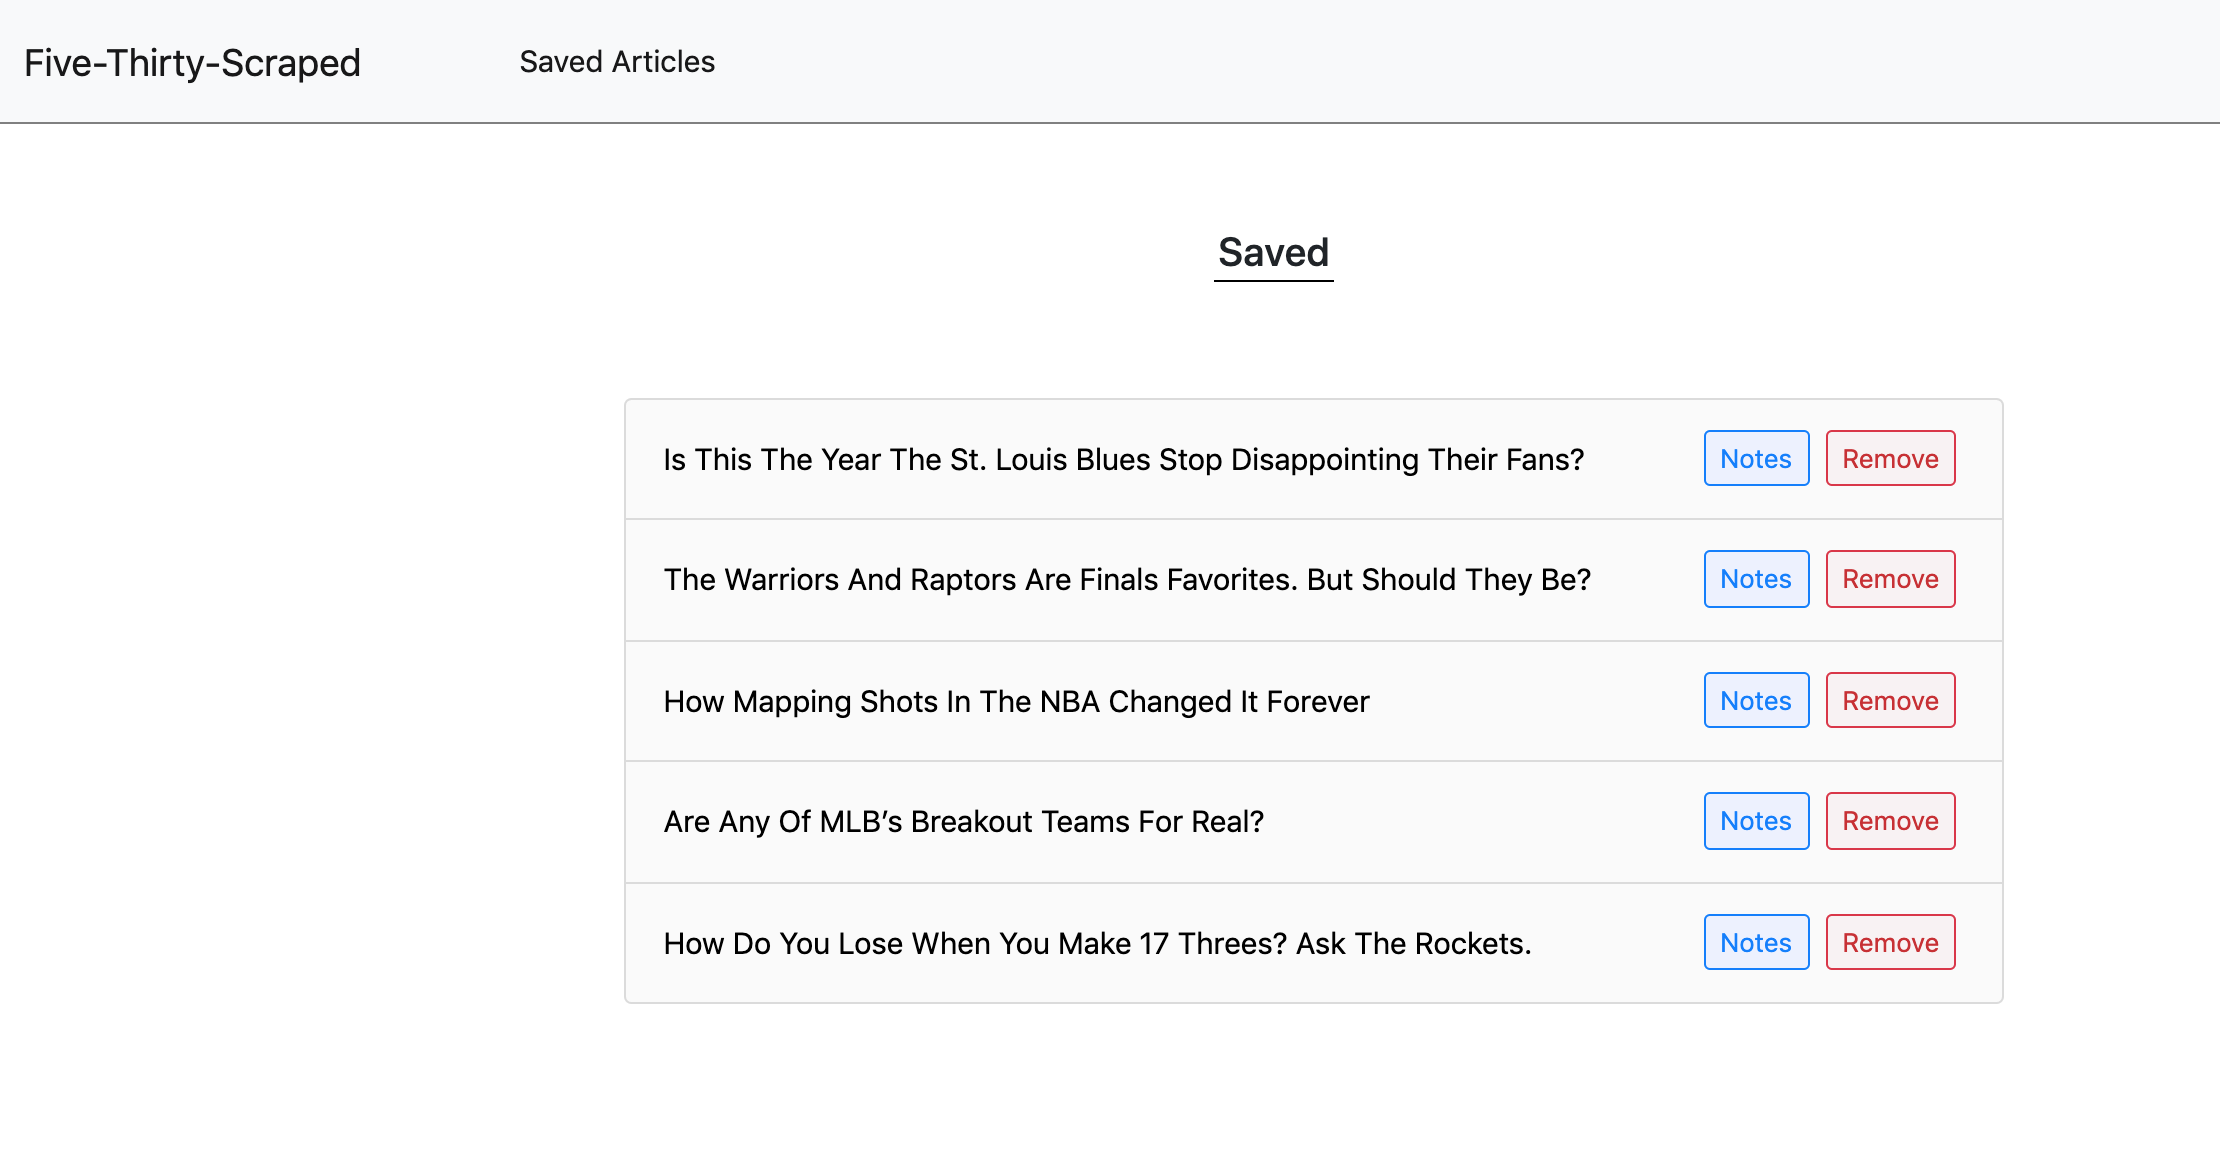 Five-Thirty-Scraped
Saved Articles
Saved
Is This The Year The St. Louis Blues Stop Disappointing Their Fans?
Notes
Remove
The Warriors And Raptors Are Finals Favorites. But Should They Be?
Notes
Remove
How Mapping Shots In The NBA Changed It Forever
Notes
Remove
Are Any Of MLB’s Breakout Teams For Real?
Notes
Remove
How Do You Lose When You Make 17 Threes? Ask The Rockets.
Notes
Remove